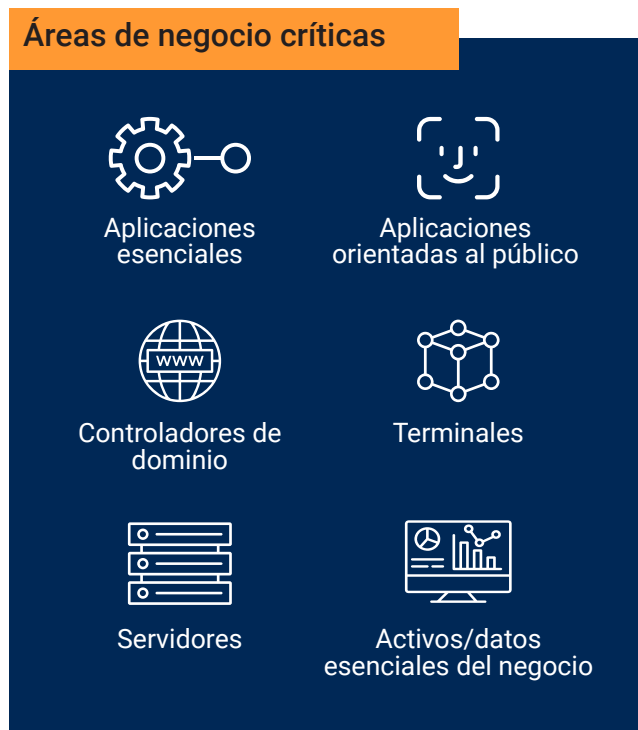 Áreas de negocio críticas
Aplicaciones
esenciales
Aplicaciones
orientadas al público
WWW
Controladores de
dominio
Terminales
Servidores
Activos/datos
esenciales del negocio